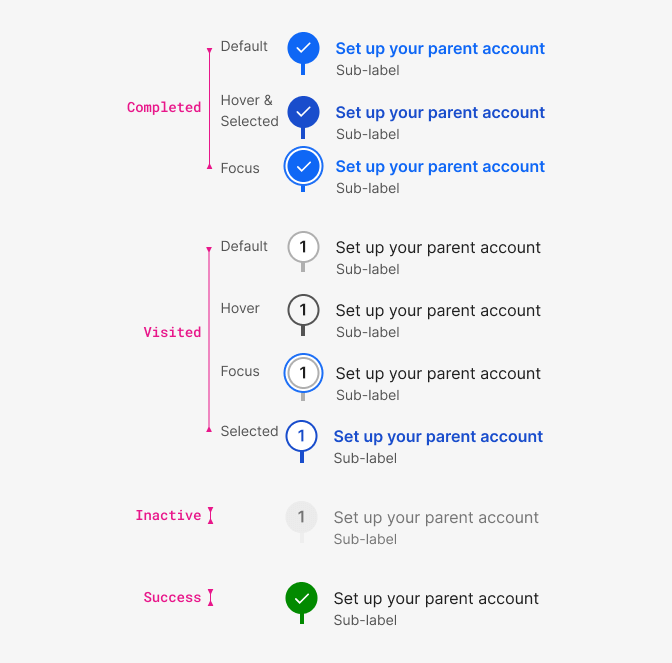 Default
Set up your parent account
Sub-label
Completed
Hover &
Selected
Set up your parent account
Sub-label
Focus
Set up your parent account
Sub-label
Default
1
Set up your parent account
Sub-label
Visited
Hover
1
Set up your parent account
Sub-label
Focus
1
Set up your parent account
Sub-label
Selected
1
Set up your parent account
Sub-label
Inactive
1
Set up your parent account
Sub-label
Success
Set up your parent account
Sub-label